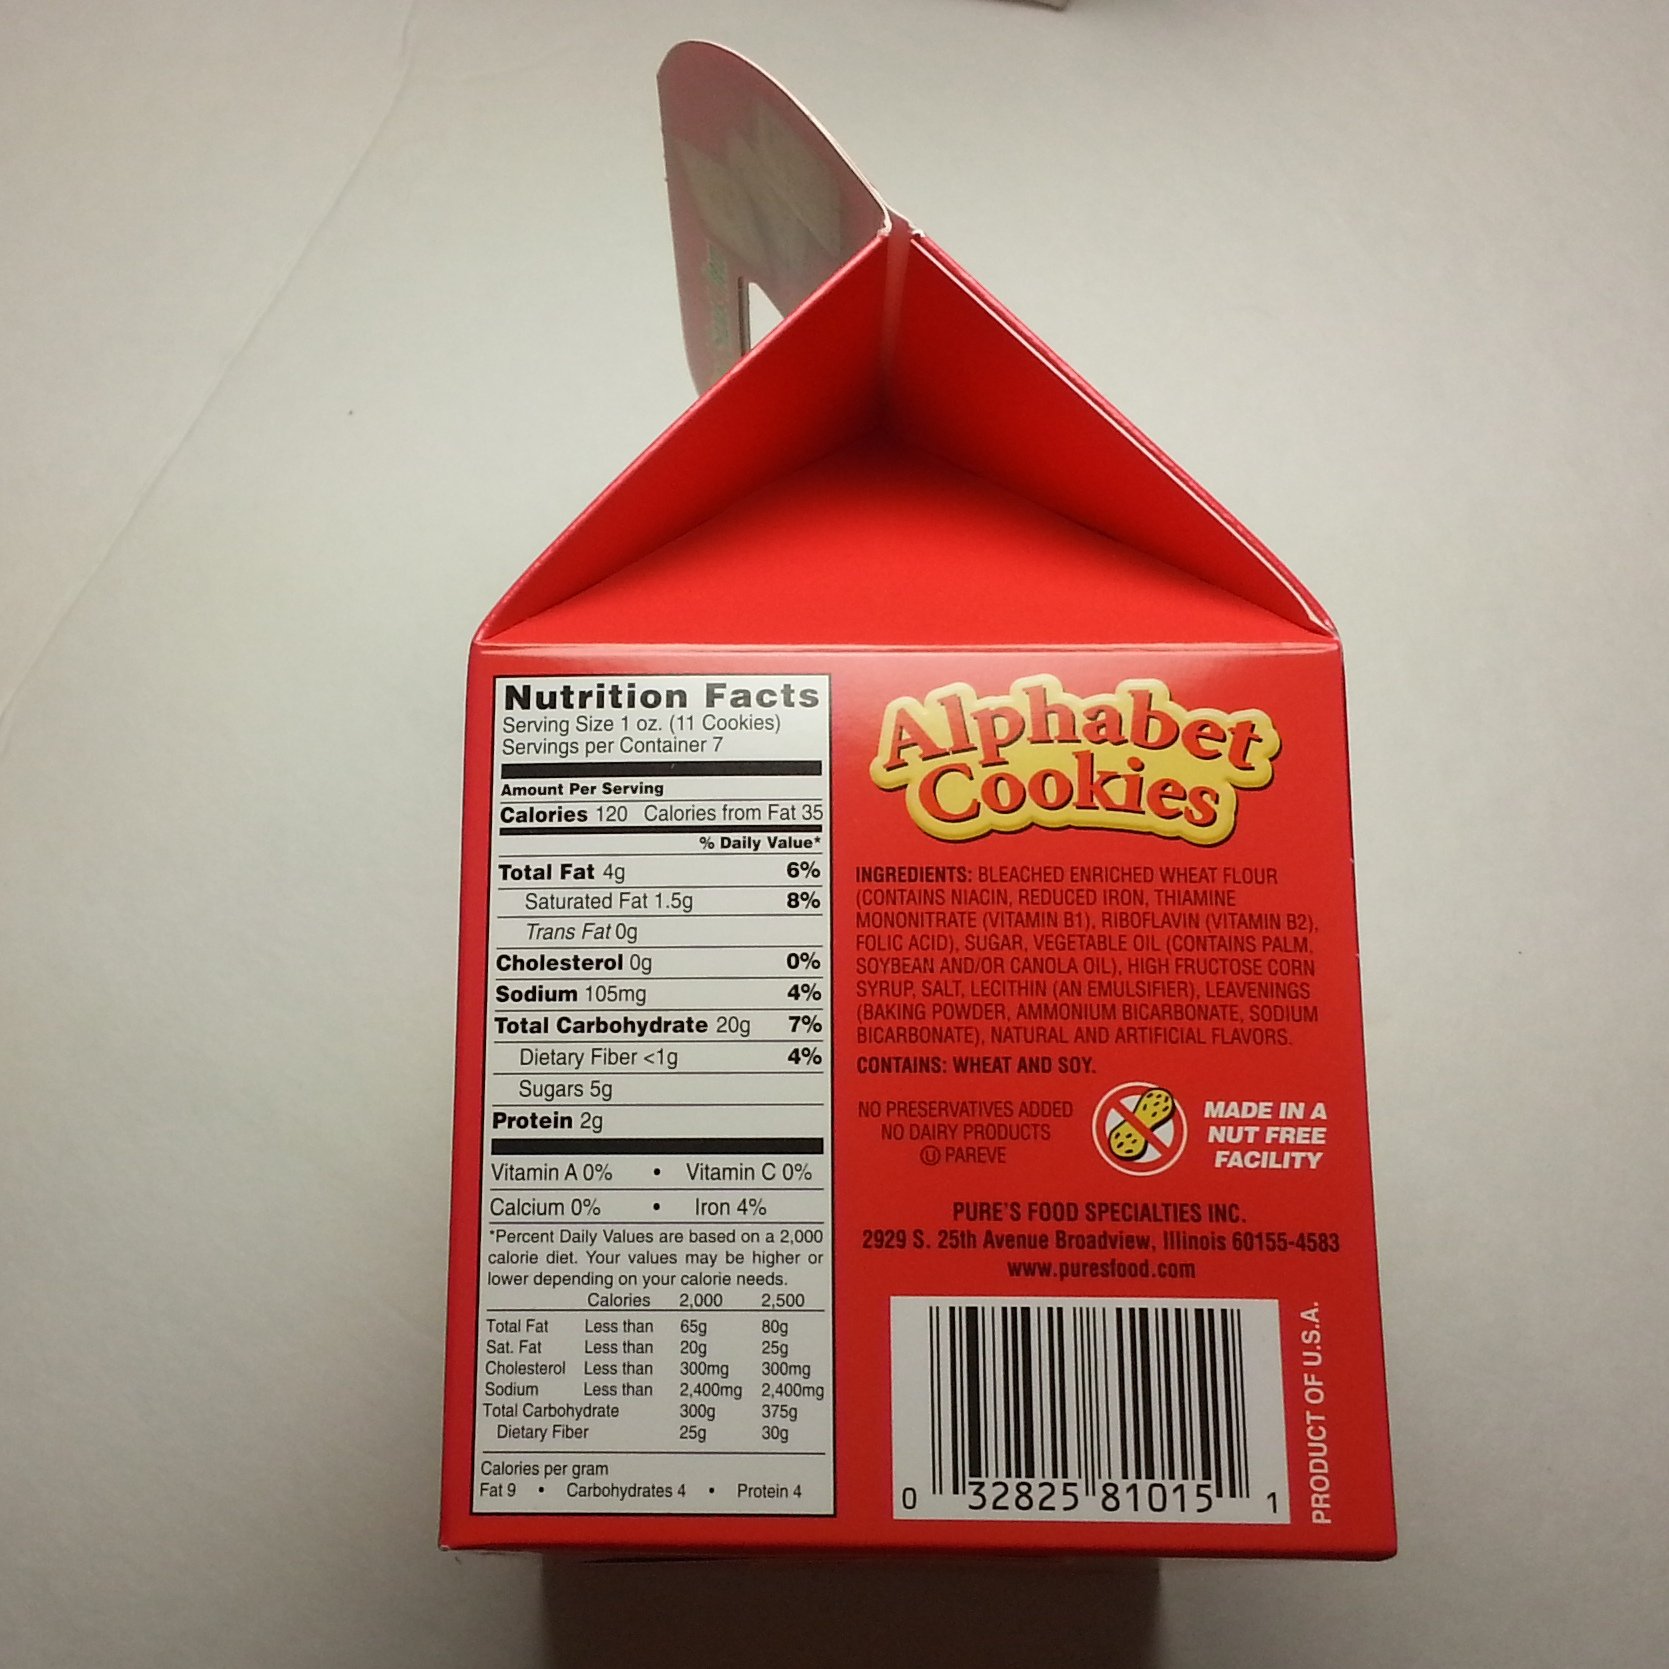 Nutrition Facts
Serving Size 1 oz. (11 Cookies)
Servings per Container 7
Amount Per Serving
Calories 120 Calories from Fat 35
% Daily Value*
Total Fat 4g 6%
Saturated Fat 1.5g 8%
Trans Fat 0g
Cholesterol 0g 0%
Sodium 105mg 4%
Total Carbohydrate 20g 7%
Dietary Fiber <1g 4%
Sugars 5g
Protein 2g
Vitamin A 0% • Vitamin C 0%
Calcium 0% • Iron 4%
*Percent Daily Values are based on a 2,000
calorie diet. Your values may be higher or
lower depending on your calorie needs.
Calories 2,000 2,500
Total Fat Less than 65g 80g
Sat. Fat Less than 20g 25g
Cholesterol Less than 300mg 300mg
Sodium Less than 2,400mg 2,400mg
Total Carbohydrate 300g 375g
Dietary Fiber 25g 30g
Calories per gram
Fat 9 • Carbohydrates 4 • Protein 4
Alphabet
Cookies
INGREDIENTS: BLEACHED ENRICHED WHEAT FLOUR
(CONTAINS NIACIN, REDUCED IRON, THIAMINE
MONONITRATE (VITAMIN B1), RIBOFLAVIN (VITAMIN B2),
FOLIC ACID), SUGAR, VEGETABLE OIL (CONTAINS PALM,
SOYBEAN AND/OR CANOLA OIL), HIGH FRUCTOSE CORN
SYRUP, SALT, LECITHIN (AN EMULSIFIER), LEAVENINGS
(BAKING POWDER, AMMONIUM BICARBONATE, SODIUM
BICARBONATE), NATURAL AND ARTIFICIAL FLAVORS.
CONTAINS: WHEAT AND SOY.
NO PRESERVATIVES ADDED
NO DAIRY PRODUCTS
Ⓤ PAREVE
MADE IN A
NUT FREE
FACILITY
PURE'S FOOD SPECIALTIES INC.
2929 S. 25th Avenue Broadview, Illinois 60155-4583
www.puresfood.com
0 32825 81015 1
PRODUCT OF U.S.A.